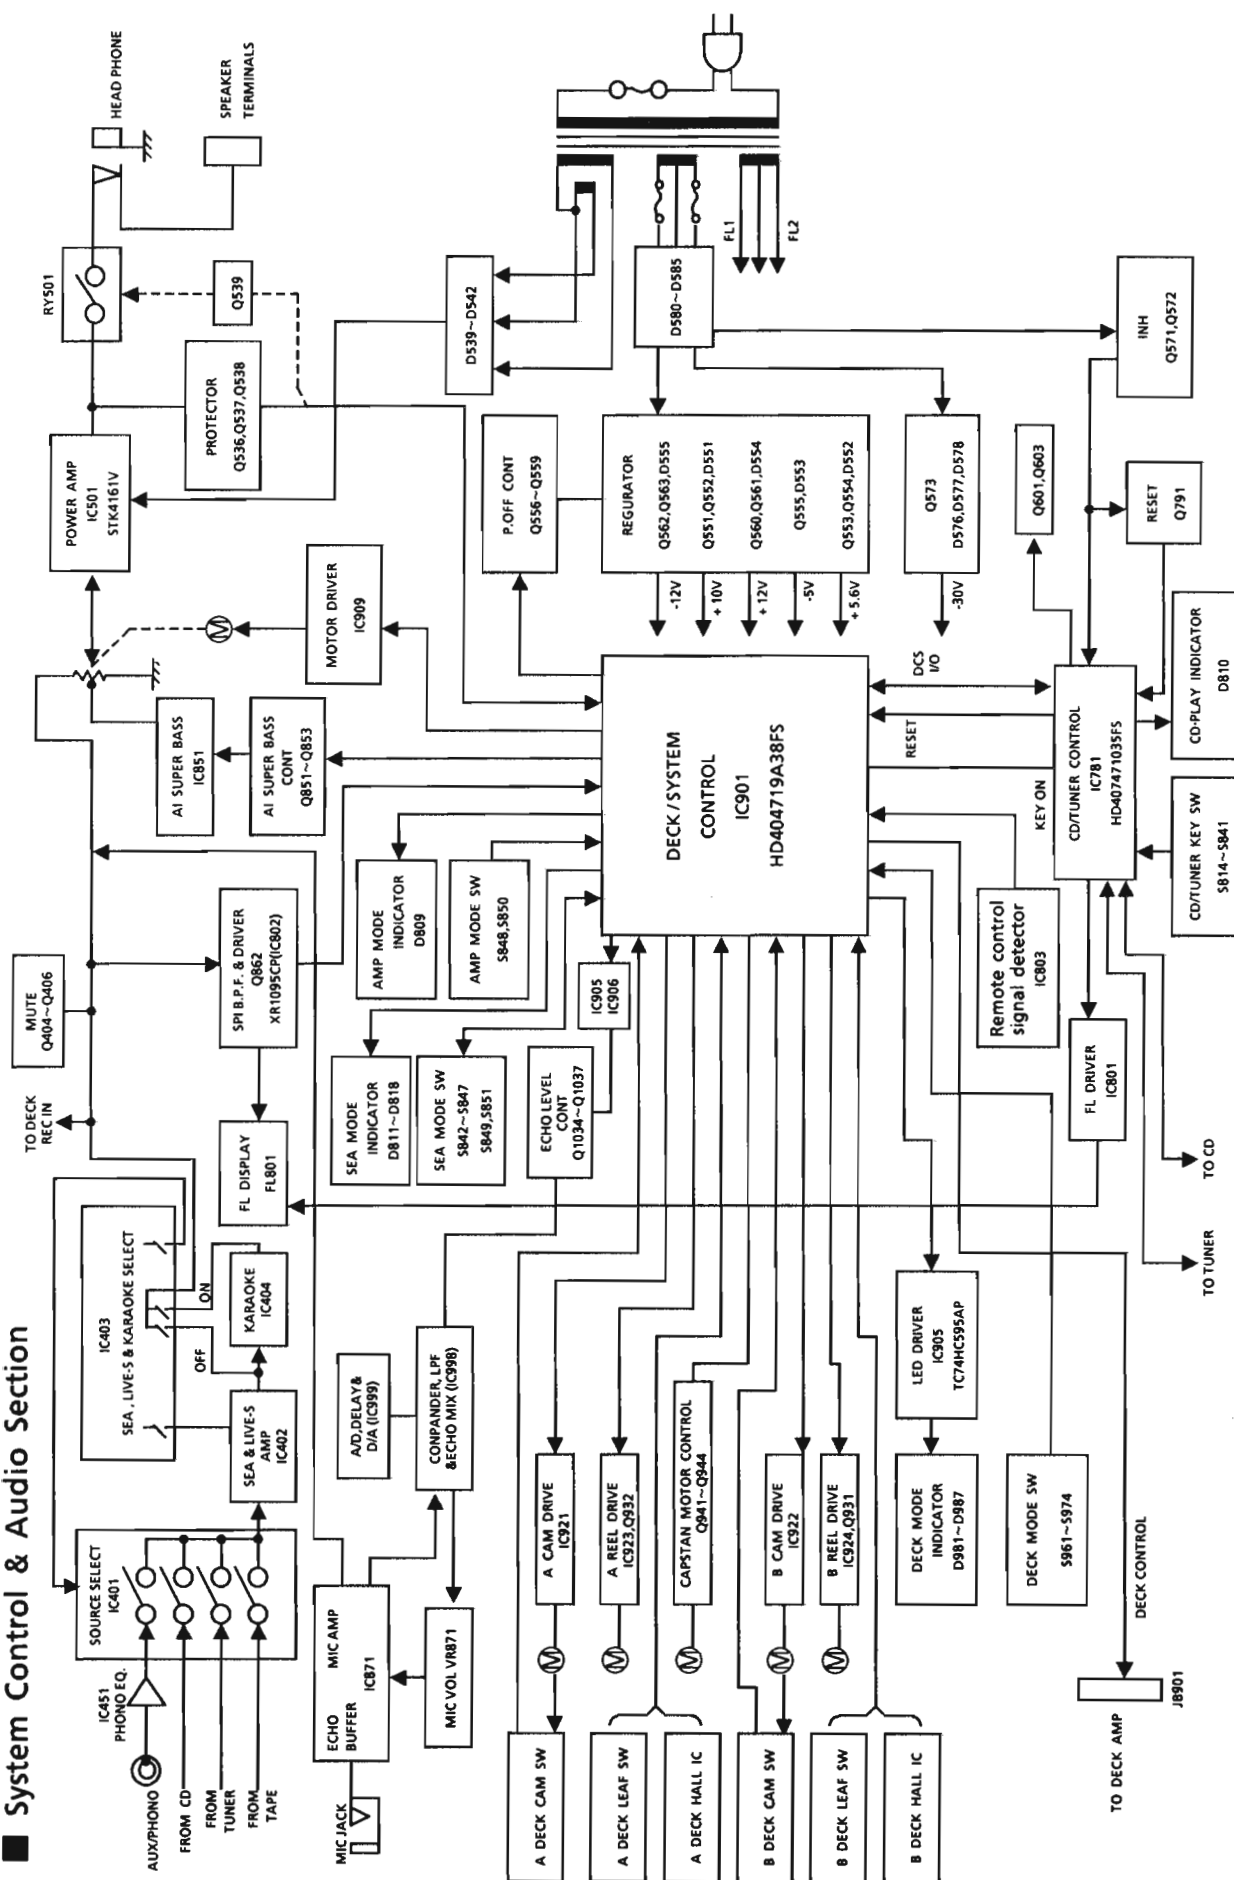 ■ System Control & Audio Section
AUX/PHONO
IC451
PHONO EQ.
FROM CD
FROM
TUNER
FROM
TAPE
SOURCE SELECT
IC401
IC403
SEA , LIVE-S & KARAOKE SELECT
SEA & LIVE-S
AMP
IC402
OFF
ON
KARAOKE
IC404
TO DECK
REC IN
MUTE
Q404~Q406
FL DISPLAY
FL801
SPI B.P.F. & DRIVER
Q862
XR1095CP(IC802)
AI SUPER BASS
IC851
AI SUPER BASS
CONT
Q851~Q853
M
MOTOR DRIVER
IC909
POWER AMP
IC501
STK4161V
PROTECTOR
Q536,Q537,Q538
RY501
Q539
HEAD PHONE
SPEAKER
TERMINALS
MIC JACK
ECHO
BUFFER
MIC AMP
IC871
MIC VOL VR871
A/D,DELAY&
D/A (IC999)
CONPANDER, LPF
&ECHO MIX (IC998)
SEA MODE
INDICATOR
D811~D818
SEA MODE SW
S842~S847
S849,S851
AMP MODE
INDICATOR
D809
AMP MODE SW
S848,S850
ECHO LEVEL
CONT
Q1034~Q1037
IC905
IC906
D539~D542
P.OFF CONT
Q556~Q559
REGURATOR
Q562,Q563,D555
Q551,Q552,D551
Q560,Q561,D554
Q555,D553
Q553,Q554,D552
-12V
+10V
+12V
-5V
+5.6V
D580~D585
FL1
FL2
Q573
D576,D577,D578
-30V
INH
Q571,Q572
Q601,Q603
RESET
Q791
DECK / SYSTEM
CONTROL
IC901
HD404719A38FS
DCS
I/O
RESET
KEY ON
CD/TUNER CONTROL
IC781
HD407471035FS
CD-PLAY INDICATOR
D810
CD/TUNER KEY SW
S814~S841
Remote control
signal detector
IC803
FL DRIVER
IC801
TO CD
TO TUNER
A DECK CAM SW
M
A CAM DRIVE
IC921
A DECK LEAF SW
M
A REEL DRIVE
IC923,Q932
A DECK HALL IC
M
CAPSTAN MOTOR CONTROL
Q941~Q944
B DECK CAM SW
M
B CAM DRIVE
IC922
B DECK LEAF SW
M
B REEL DRIVE
IC924,Q931
B DECK HALL IC
LED DRIVER
IC905
TC74HC595AP
DECK MODE
INDICATOR
D981~D987
DECK MODE SW
S961~S974
DECK CONTROL
TO DECK AMP
JB901